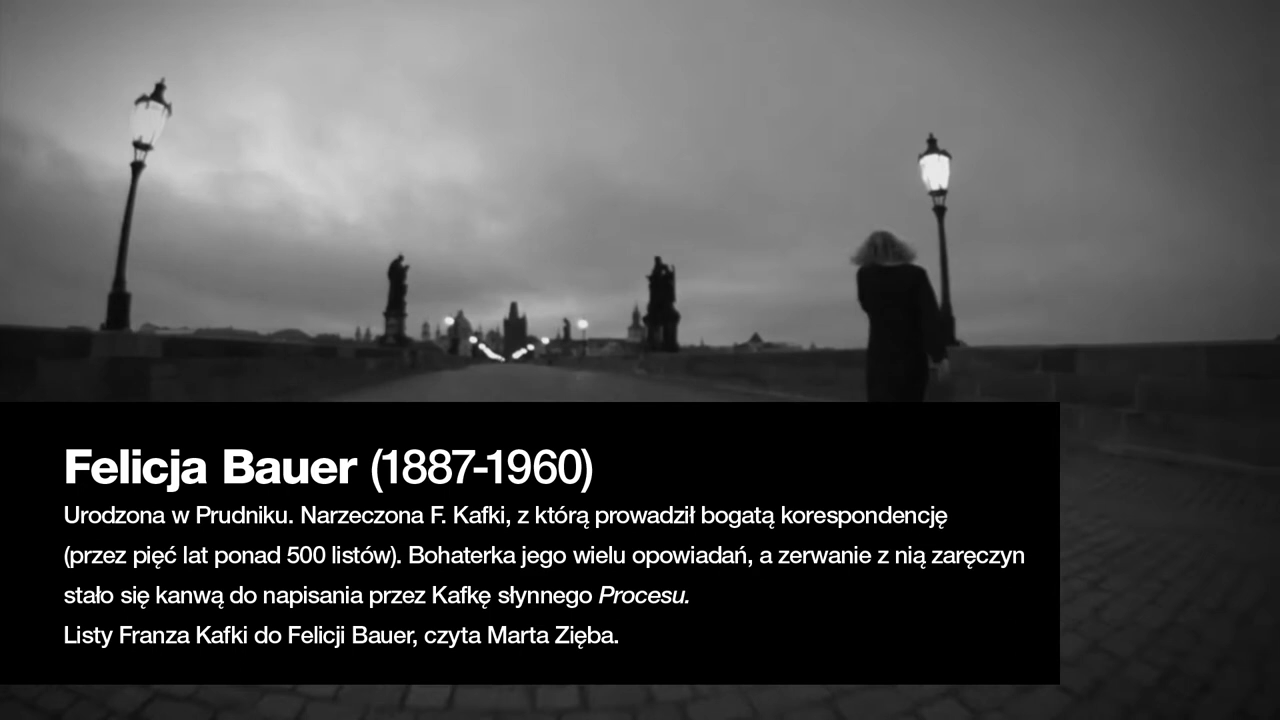 Felicja Bauer (1887-1960)
Urodzona w Prudniku. Narzeczona F. Kafki, z którą prowadził bogatą korespondencję
(przez pięć lat ponad 500 listów). Bohaterka jego wielu opowiadań, a zerwanie z nią zaręczyn
stało się kanwą do napisania przez Kafkę słynnego Procesu.
Listy Franza Kafki do Felicji Bauer, czyta Marta Zięba.